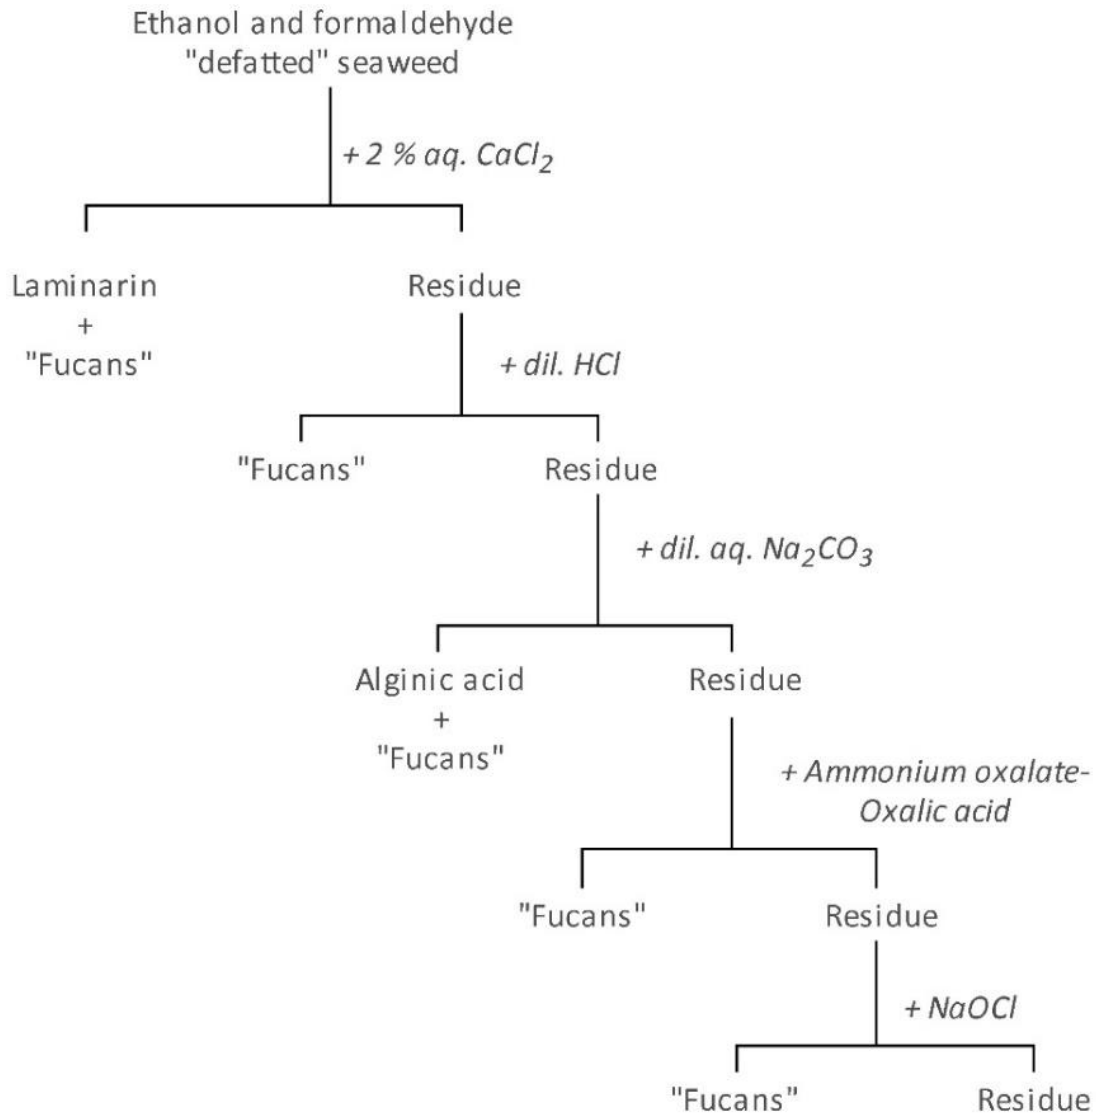 Ethanol and formaldehyde
"defatted" seaweed
+ 2 % aq. CaCl₂
Laminarin
+
"Fucans"
Residue
+ dil. HCl
"Fucans"
Residue
+ dil. aq. Na₂CO₃
Alginic acid
+
"Fucans"
Residue
+ Ammonium oxalate-
Oxalic acid
"Fucans"
Residue
+ NaOCl
"Fucans"
Residue